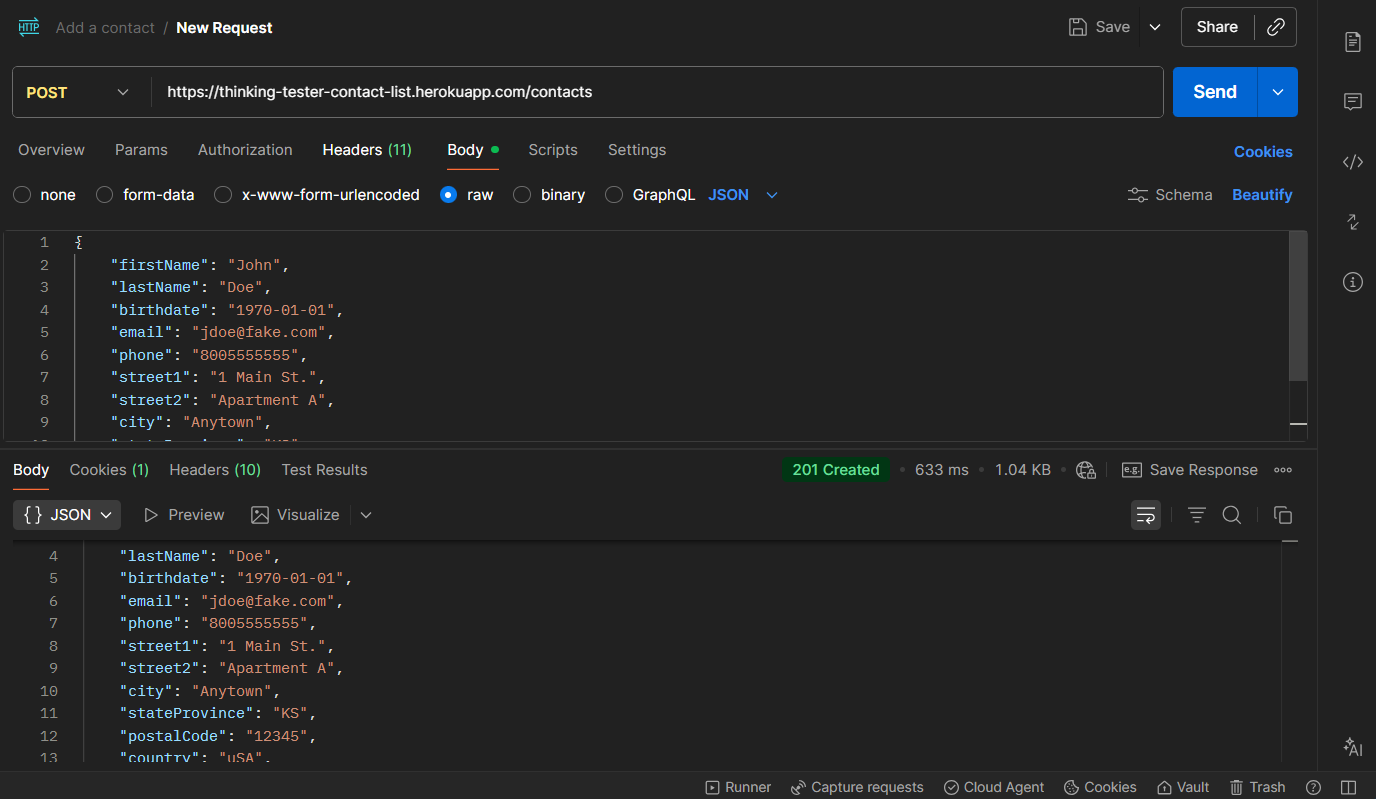 HTTP Add a contact / New Request Save Share
POST https://thinking-tester-contact-list.herokuapp.com/contacts Send
Overview Params Authorization Headers (11) Body Scripts Settings Cookies
none form-data x-www-form-urlencoded raw binary GraphQL JSON Schema Beautify
1 {
2 "firstName": "John",
3 "lastName": "Doe",
4 "birthdate": "1970-01-01",
5 "email": "jdoe@fake.com",
6 "phone": "8005555555",
7 "street1": "1 Main St.",
8 "street2": "Apartment A",
9 "city": "Anytown",
Body Cookies (1) Headers (10) Test Results 201 Created 633 ms 1.04 KB e.g. Save Response
{} JSON Preview Visualize
4 "lastName": "Doe",
5 "birthdate": "1970-01-01",
6 "email": "jdoe@fake.com",
7 "phone": "8005555555",
8 "street1": "1 Main St.",
9 "street2": "Apartment A",
10 "city": "Anytown",
11 "stateProvince": "KS",
12 "postalCode": "12345",
13 "country": "uSA",
AI
Runner Capture requests Cloud Agent Cookies Vault Trash